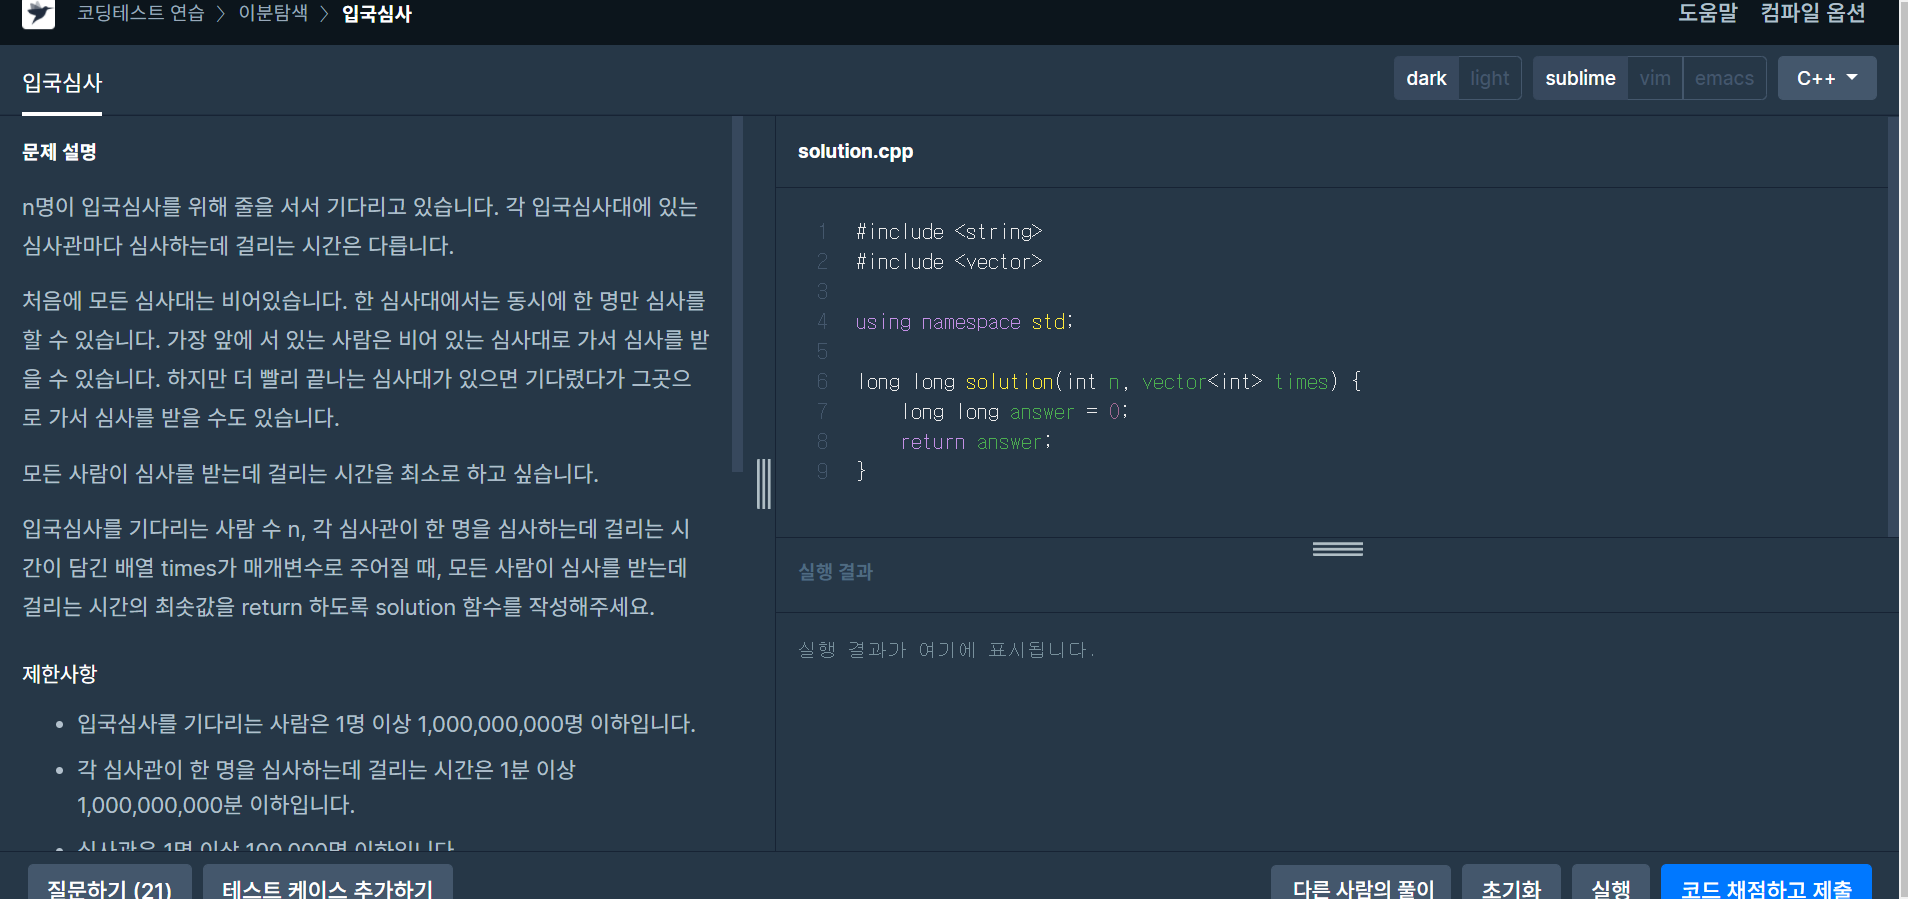 코딩테스트 연습 > 이분탐색 > 입국심사
도움말 컴파일 옵션
입국심사
dark light sublime vim emacs C++
문제 설명
n명이 입국심사를 위해 줄을 서서 기다리고 있습니다. 각 입국심사대에 있는
심사관마다 심사하는데 걸리는 시간은 다릅니다.
처음에 모든 심사대는 비어있습니다. 한 심사대에서는 동시에 한 명만 심사를
할 수 있습니다. 가장 앞에 서 있는 사람은 비어 있는 심사대로 가서 심사를 받
을 수 있습니다. 하지만 더 빨리 끝나는 심사대가 있으면 기다렸다가 그곳으
로 가서 심사를 받을 수도 있습니다.
모든 사람이 심사를 받는데 걸리는 시간을 최소로 하고 싶습니다.
입국심사를 기다리는 사람 수 n, 각 심사관이 한 명을 심사하는데 걸리는 시
간이 담긴 배열 times가 매개변수로 주어질 때, 모든 사람이 심사를 받는데
걸리는 시간의 최솟값을 return 하도록 solution 함수를 작성해주세요.
제한사항
• 입국심사를 기다리는 사람은 1명 이상 1,000,000,000명 이하입니다.
• 각 심사관이 한 명을 심사하는데 걸리는 시간은 1분 이상
1,000,000,000분 이하입니다.
• 심사관은 1명 이상 100,000명 이하입니다.
solution.cpp
1 #include <string>
2 #include <vector>
3
4 using namespace std;
5
6 long long solution(int n, vector<int> times) {
7 long long answer = 0;
8 return answer;
9 }
실행 결과
실행 결과가 여기에 표시됩니다.
질문하기 (21) 테스트 케이스 추가하기
다른 사람의 풀이 초기화 실행 코드 채점하고 제출